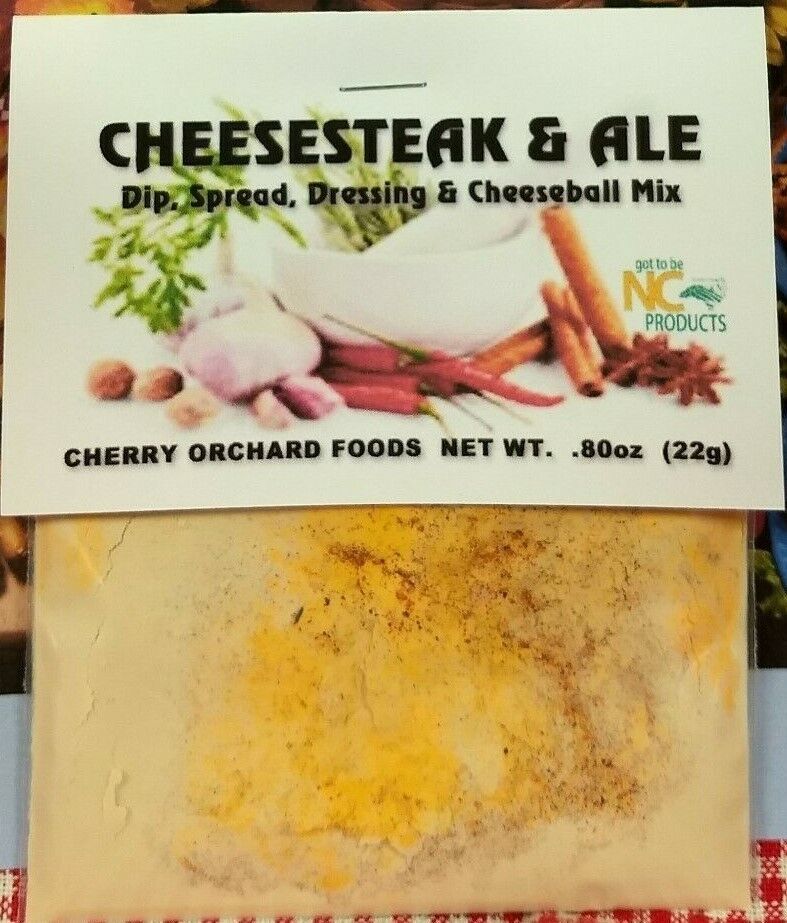 CHEESESTEAK & ALE
Dip, Spread, Dressing & Cheeseball Mix
got to be
NC
PRODUCTS
CHERRY ORCHARD FOODS NET WT. .80oz (22g)